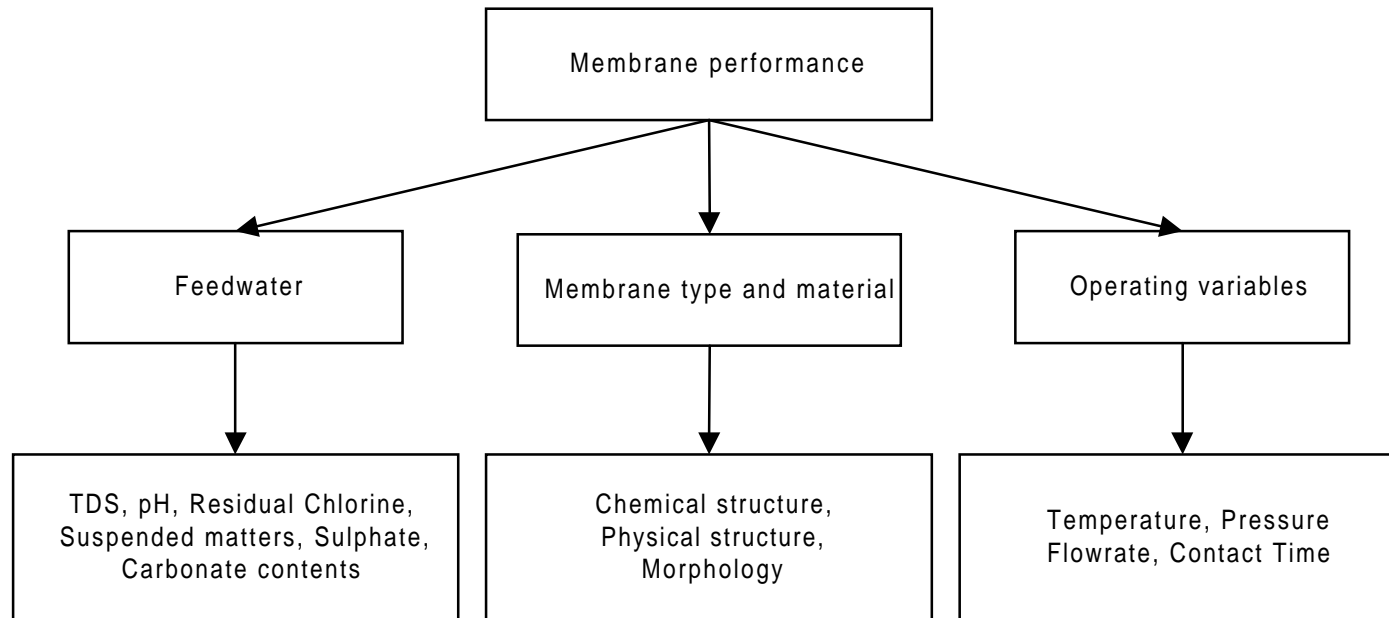 Membrane performance
Feedwater
Membrane type and material
Operating variables
TDS, pH, Residual Chlorine,
Suspended matters, Sulphate,
Carbonate contents
Chemical structure,
Physical structure,
Morphology
Temperature, Pressure
Flowrate, Contact Time